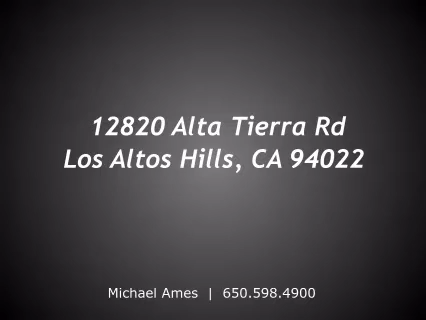 12820 Alta Tierra Rd
Los Altos Hills, CA 94022
Michael Ames | 650.598.4900